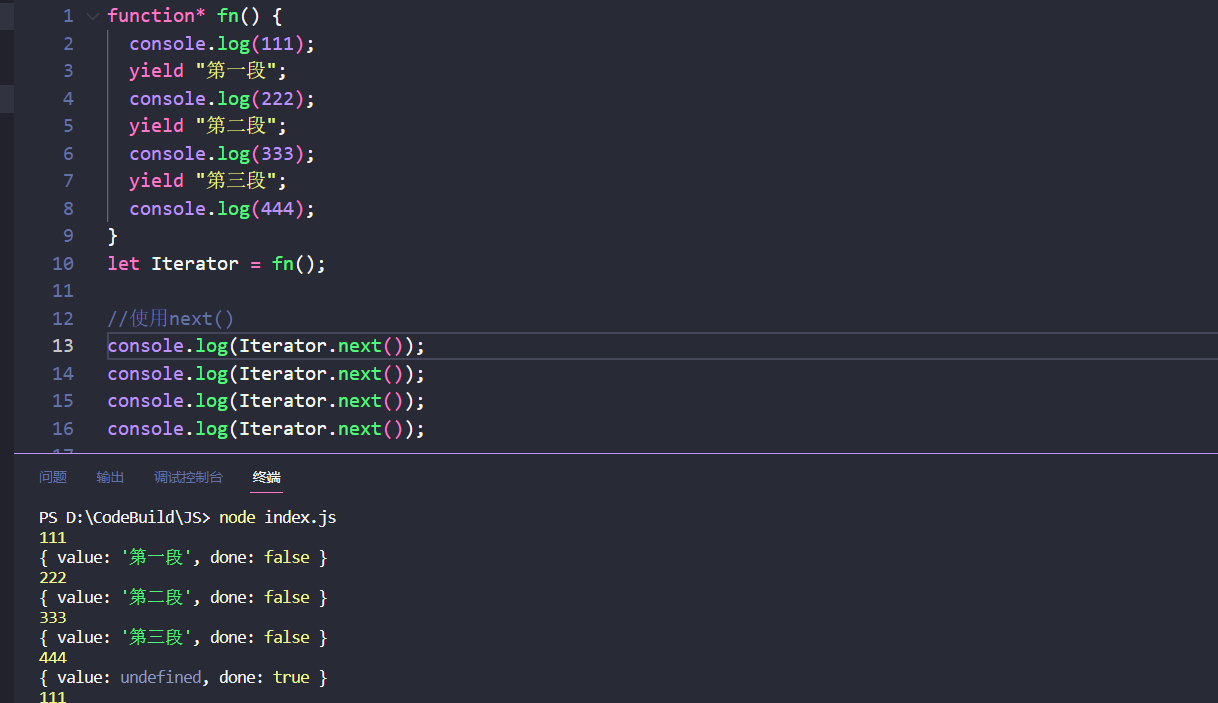 1 function* fn() {
2 console.log(111);
3 yield "第一段";
4 console.log(222);
5 yield "第二段";
6 console.log(333);
7 yield "第三段";
8 console.log(444);
9 }
10 let Iterator = fn();
11
12 //使用next()
13 console.log(Iterator.next());
14 console.log(Iterator.next());
15 console.log(Iterator.next());
16 console.log(Iterator.next());
17
问题 输出 调试控制台 终端
PS D:\CodeBuild\JS> node index.js
111
{ value: '第一段', done: false }
222
{ value: '第二段', done: false }
333
{ value: '第三段', done: false }
444
{ value: undefined, done: true }
111